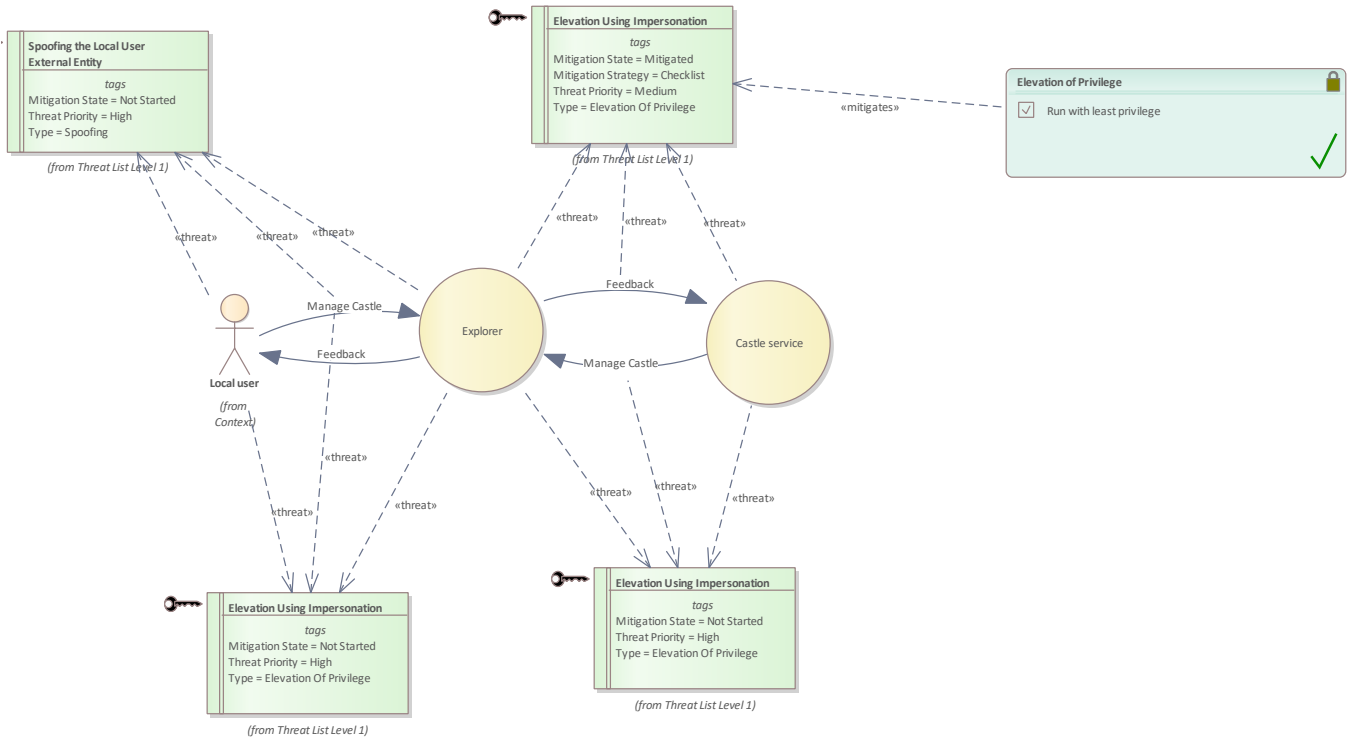 Elevation Using Impersonation
tags
Mitigation State = Mitigated
Mitigation Strategy = Checklist
Threat Priority = Medium
Type = Elevation Of Privilege
(from Threat List Level 1)
Spoofing the Local User
External Entity
tags
Mitigation State = Not Started
Threat Priority = High
Type = Spoofing
(from Threat List Level 1)
Elevation of Privilege
Run with least privilege
«mitigates»
«threat»
«threat»
«threat»
«threat»
«threat»
«threat»
Manage Castle
Feedback
Explorer
Feedback
Manage Castle
Castle service
Local user
(from
Context)
«threat»
«threat»
«threat»
«threat»
«threat»
«threat»
Elevation Using Impersonation
tags
Mitigation State = Not Started
Threat Priority = High
Type = Elevation Of Privilege
(from Threat List Level 1)
Elevation Using Impersonation
tags
Mitigation State = Not Started
Threat Priority = High
Type = Elevation Of Privilege
(from Threat List Level 1)